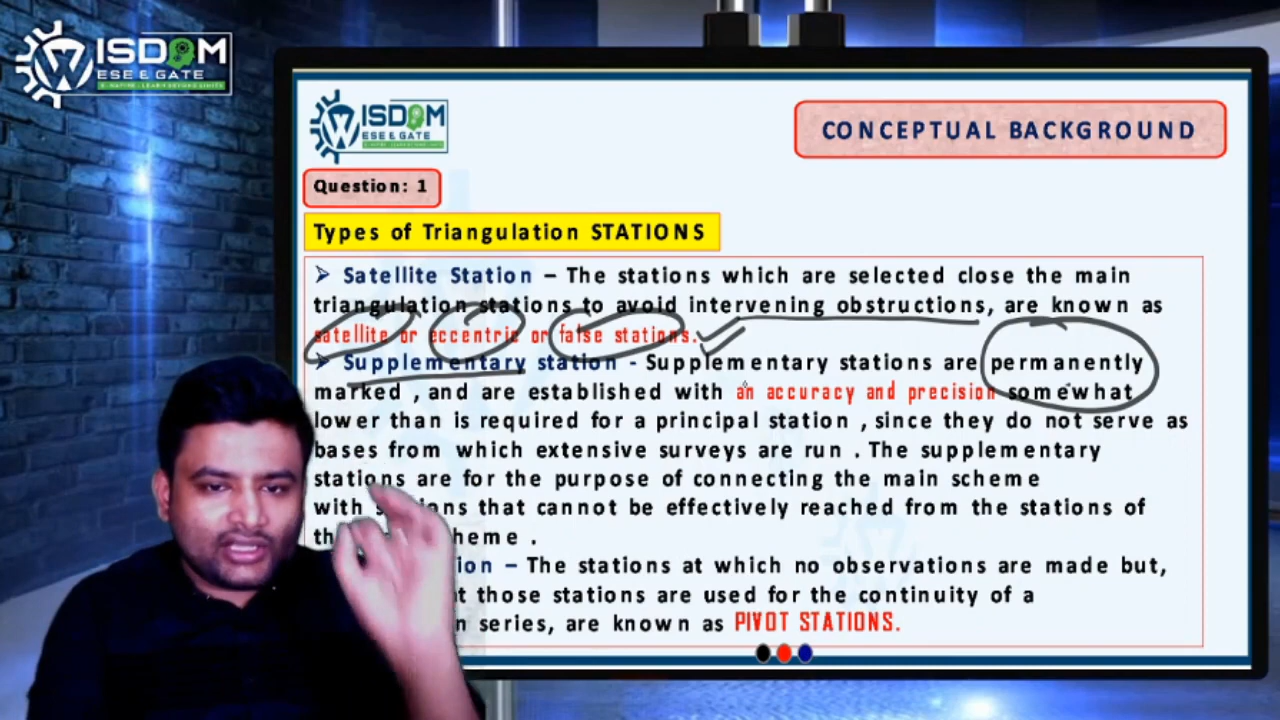 ISDOM
ESE & GATE
ISDOM
ESE & GATE
CONCEPTUAL BACKGROUND
Question: 1
Types of Triangulation STATIONS
➢ Satellite Station – The stations which are selected close the main
triangulation stations to avoid intervening obstructions, are known as
satellite or eccentric or false stations.
➢ Supplementary station - Supplementary stations are permanently
marked , and are established with an accuracy and precision somewhat
lower than is required for a principal station , since they do not serve as
bases from which extensive surveys are run . The supplementary
stations are for the purpose of connecting the main scheme
with that cannot be effectively reached from the stations of
heme .
ion – The stations at which no observations are made but,
t those stations are used for the continuity of a
n series, are known as PIVOT STATIONS.